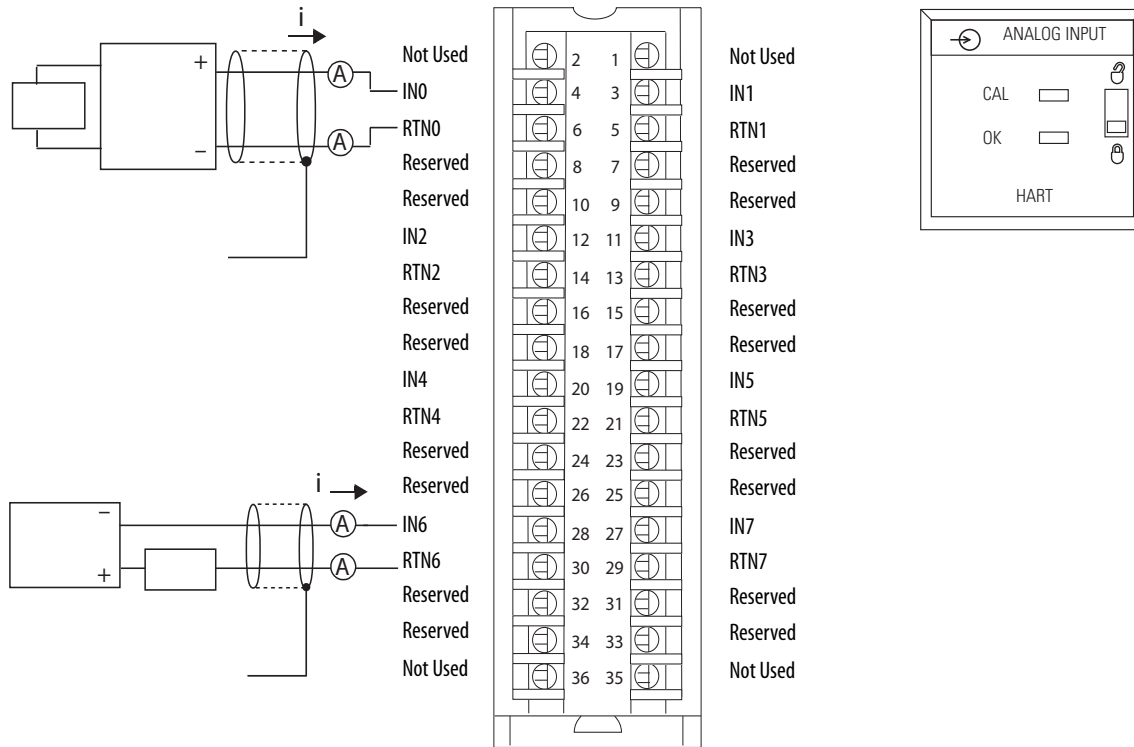 i
+
A
−
A
Not Used 2 1 Not Used
IN0 4 3 IN1
RTN0 6 5 RTN1
Reserved 8 7 Reserved
Reserved 10 9 Reserved
IN2 12 11 IN3
RTN2 14 13 RTN3
Reserved 16 15 Reserved
Reserved 18 17 Reserved
IN4 20 19 IN5
RTN4 22 21 RTN5
Reserved 24 23 Reserved
Reserved 26 25 Reserved
IN6 28 27 IN7
RTN6 30 29 RTN7
Reserved 32 31 Reserved
Reserved 34 33 Reserved
Not Used 36 35 Not Used
i
−
A
+
A
ANALOG INPUT
CAL
OK
HART